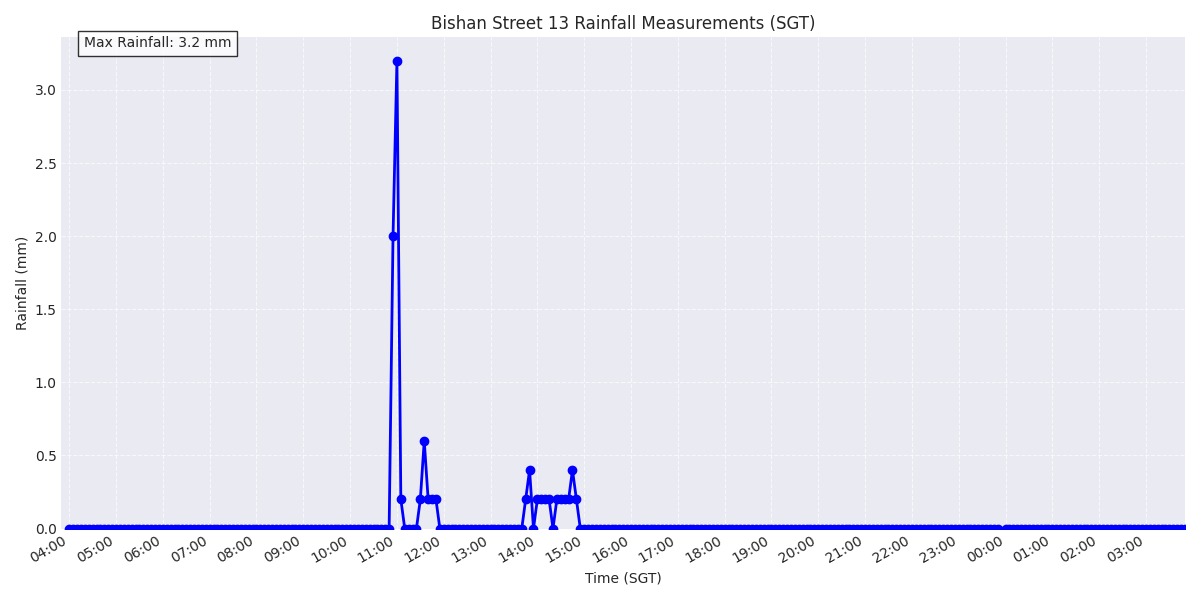 Bishan Street 13 Rainfall Measurements (SGT)
Max Rainfall: 3.2 mm
Rainfall (mm)
3.0
2.5
2.0
1.5
1.0
0.5
0.0
04:00 05:00 06:00 07:00 08:00 09:00 10:00 11:00 12:00 13:00 14:00 15:00 16:00 17:00 18:00 19:00 20:00 21:00 22:00 23:00 00:00 01:00 02:00 03:00
Time (SGT)